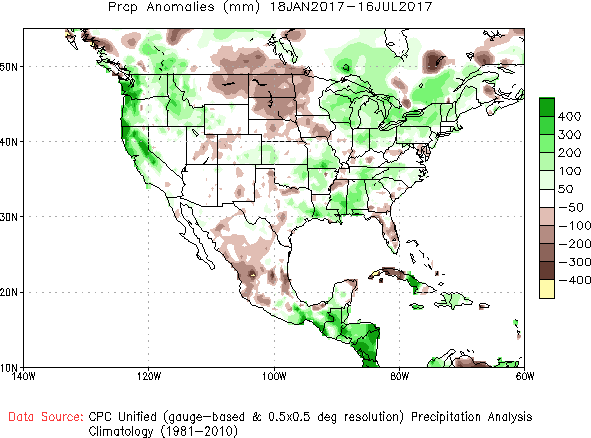 Prcp Anomalies (mm) 18JAN2017-16JUL2017
50N
40N
30N
20N
10N
140W 120W 100W 80W 60W
400
300
200
100
50
-50
-100
-200
-300
-400
Data Source: CPC Unified (gauge-based & 0.5x0.5 deg resolution) Precipitation Analysis
Climatology (1981-2010)